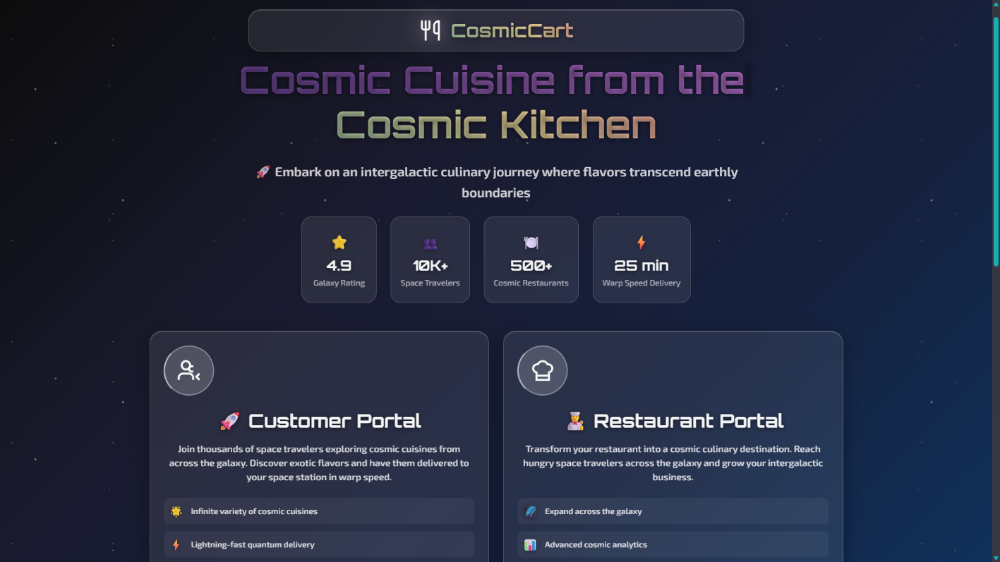 CosmicCart
Cosmic Cuisine from the
Cosmic Kitchen
🚀 Embark on an intergalactic culinary journey where flavors transcend earthly
boundaries
4.9
Galaxy Rating
10K+
Space Travelers
500+
Cosmic Restaurants
25 min
Warp Speed Delivery
🚀 Customer Portal
Join thousands of space travelers exploring cosmic cuisines from
across the galaxy. Discover exotic flavors and have them delivered to
your space station in warp speed.
Infinite variety of cosmic cuisines
Lightning-fast quantum delivery
👨‍🍳 Restaurant Portal
Transform your restaurant into a cosmic culinary destination. Reach
hungry space travelers across the galaxy and grow your intergalactic
business.
Expand across the galaxy
Advanced cosmic analytics